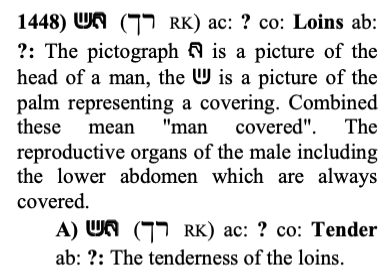 1448) (רך RK) ac: ? co: Loins ab:
?: The pictograph is a picture of the
head of a man, the is a picture of the
palm representing a covering. Combined
these mean "man covered". The
reproductive organs of the male including
the lower abdomen which are always
covered.
A) (רך RK) ac: ? co: Tender
ab: ?: The tenderness of the loins.